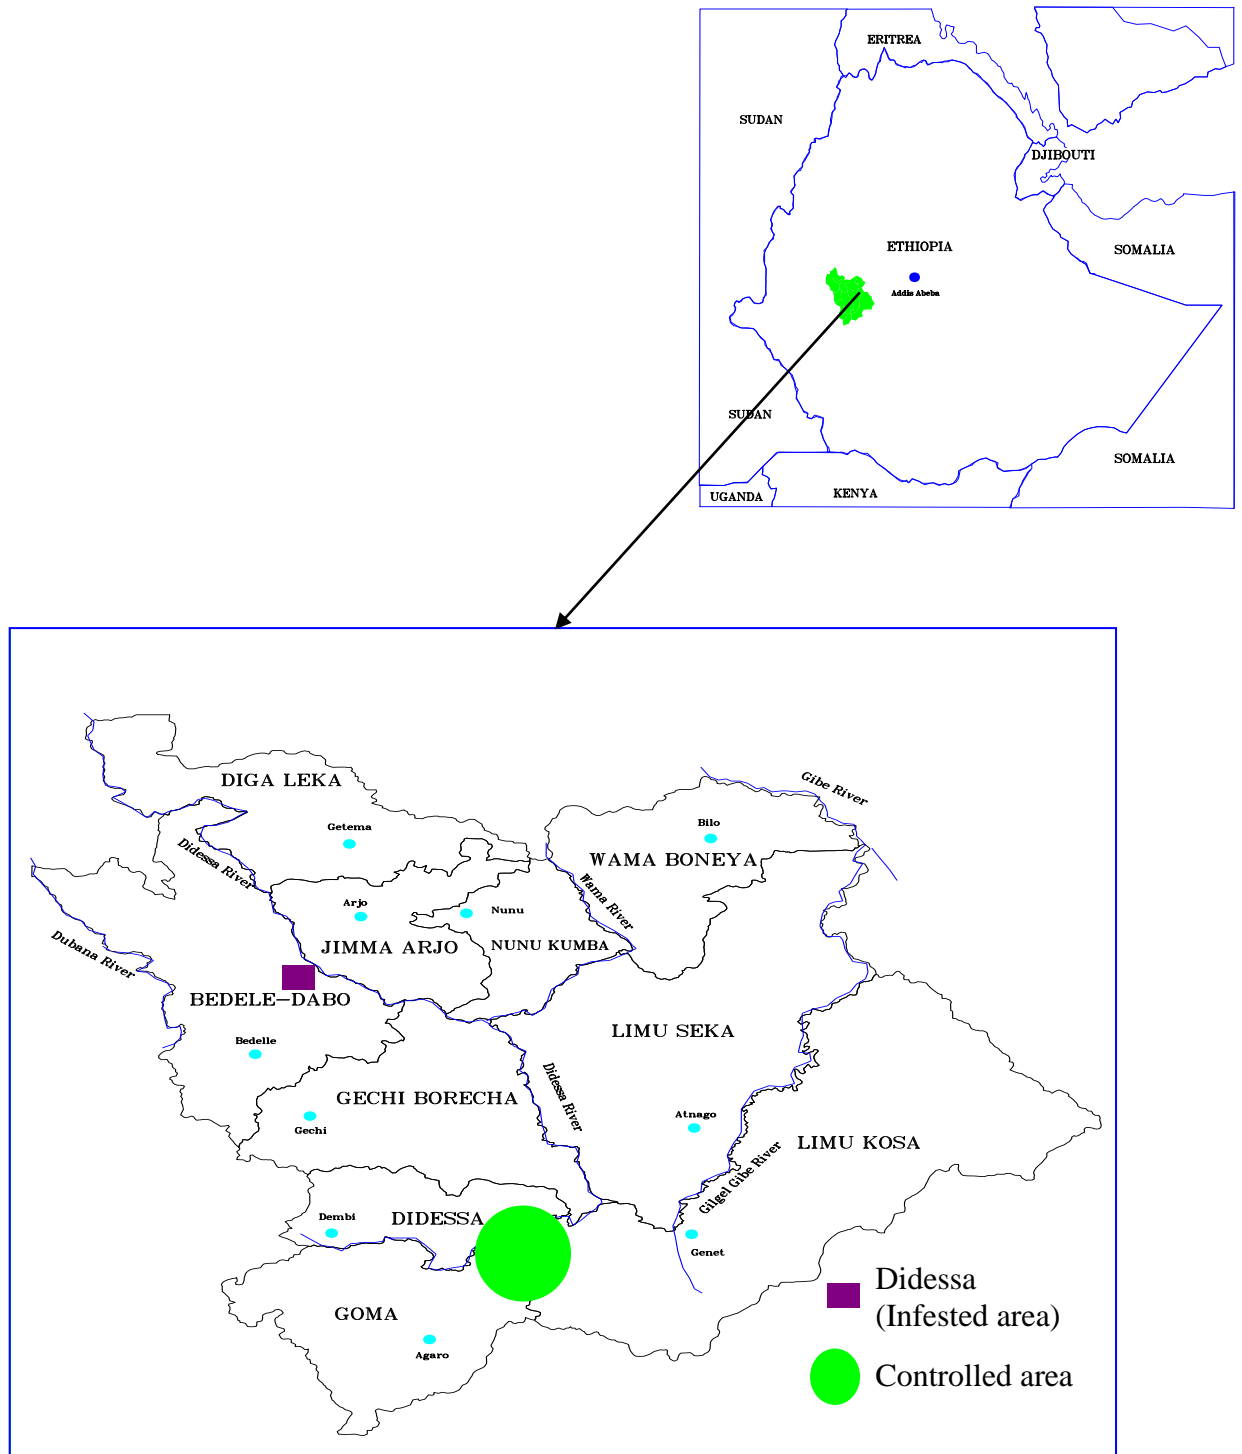 ERITREA
SUDAN
DJIBOUTI
ETHIOPIA
SOMALIA
Addis Abeba
SUDAN
SOMALIA
UGANDA
KENYA
DIGA LEKA
Gibe River
Getema
Bilo
Didessa River
WAMA BONEYA
Wama River
Arjo
Nunu
Dubana River
JIMMA ARJO
NUNU KUMBA
BEDELE-DABO
LIMU SEKA
Bedelle
Didessa River
GECHI BORECHA
Atnago
Gechi
LIMU KOSA
Gilgel Gibe River
Dembi
DIDESSA
Genet
GOMA
Agaro
Didessa
(Infested area)
Controlled area